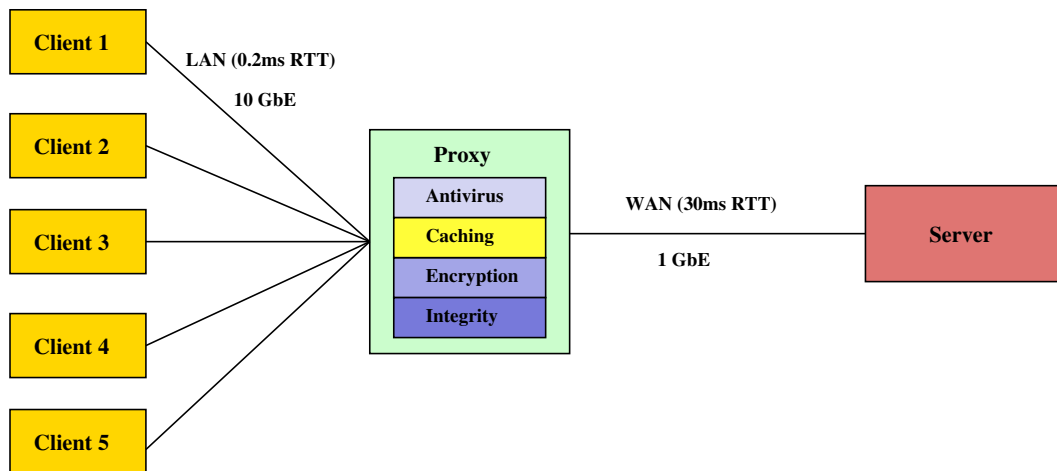 Client 1
Client 2
Client 3
Client 4
Client 5
LAN (0.2ms RTT)
10 GbE
Proxy
Antivirus
Caching
Encryption
Integrity
WAN (30ms RTT)
1 GbE
Server